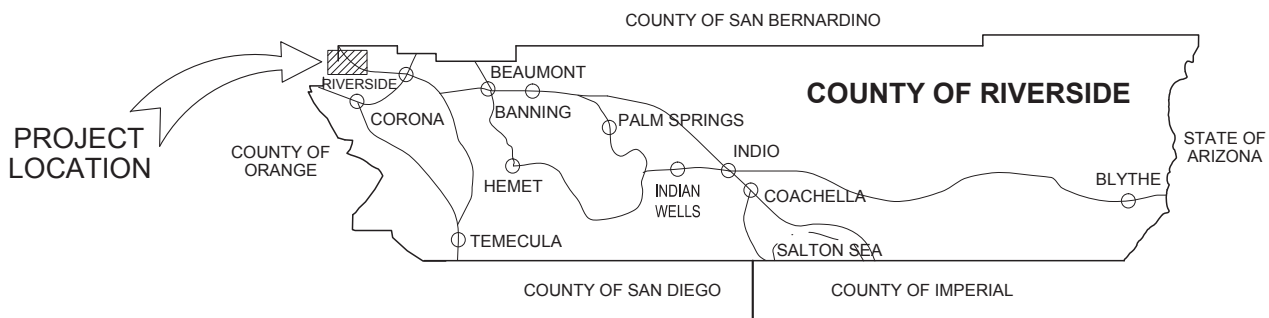 COUNTY OF SAN BERNARDINO
BEAUMONT
RIVERSIDE
COUNTY OF RIVERSIDE
BANNING
CORONA
PALM SPRINGS
PROJECT
LOCATION
STATE OF
ARIZONA
COUNTY OF
ORANGE
INDIO
HEMET
BLYTHE
INDIAN
WELLS
COACHELLA
TEMECULA
SALTON SEA
COUNTY OF SAN DIEGO
COUNTY OF IMPERIAL